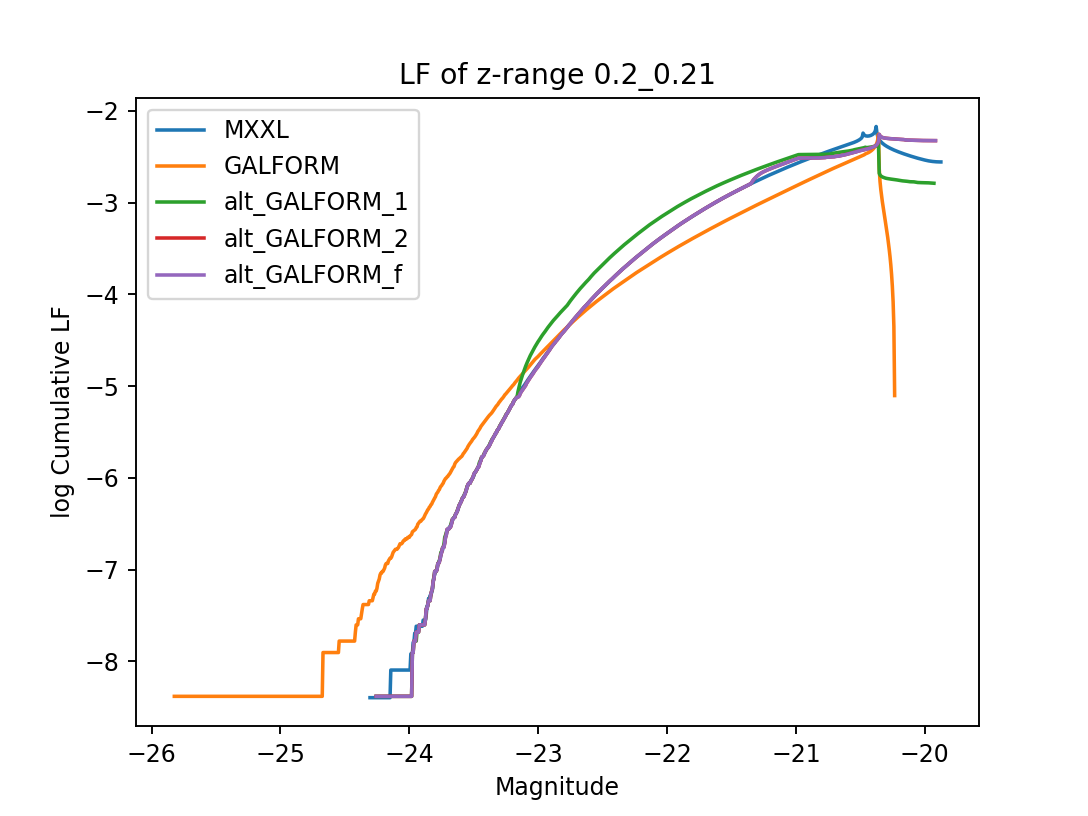 LF of z-range 0.2_0.21
MXXL
GALFORM
alt_GALFORM_1
alt_GALFORM_2
alt_GALFORM_f
log Cumulative LF
−2
−3
−4
−5
−6
−7
−8
−26
−25
−24
−23
−22
−21
−20
Magnitude